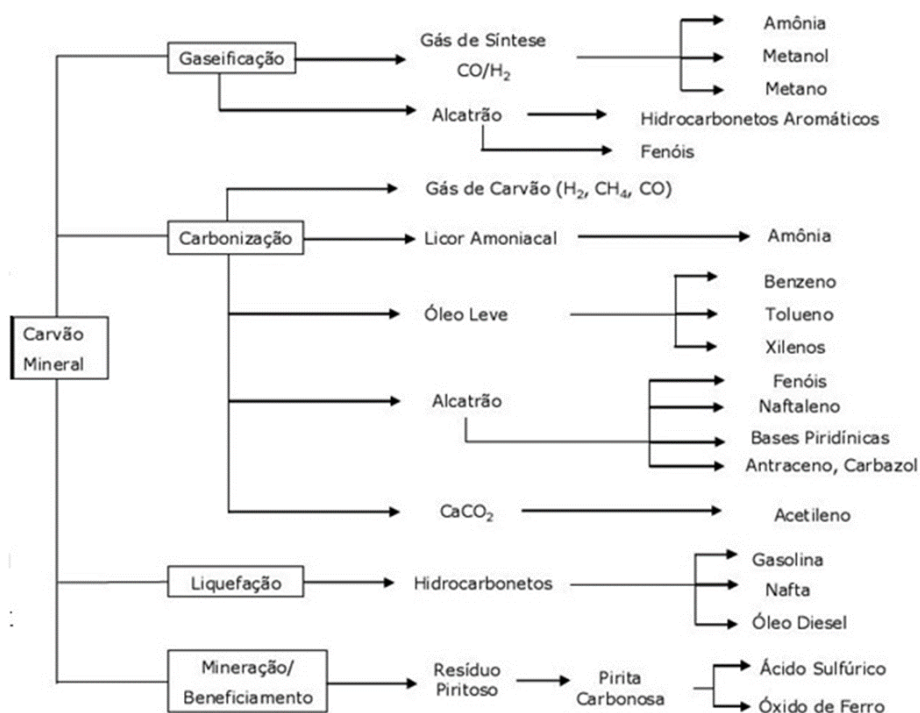 Gaseificação
Gás de Síntese
CO/H₂
Amônia
Metanol
Metano
Alcatrão
Hidrocarbonetos Aromáticos
Fenóis
Gás de Carvão (H₂, CH₄, CO)
Carbonização
Licor Amoniacal
Amônia
Óleo Leve
Benzeno
Tolueno
Xilenos
Carvão
Mineral
Alcatrão
Fenóis
Naftaleno
Bases Piridínicas
Antraceno, Carbazol
CaCO₂
Acetileno
Liquefação
Hidrocarbonetos
Gasolina
Nafta
Óleo Diesel
Mineração/
Beneficiamento
Resíduo
Piritoso
Pirita
Carbonosa
Ácido Sulfúrico
Óxido de Ferro